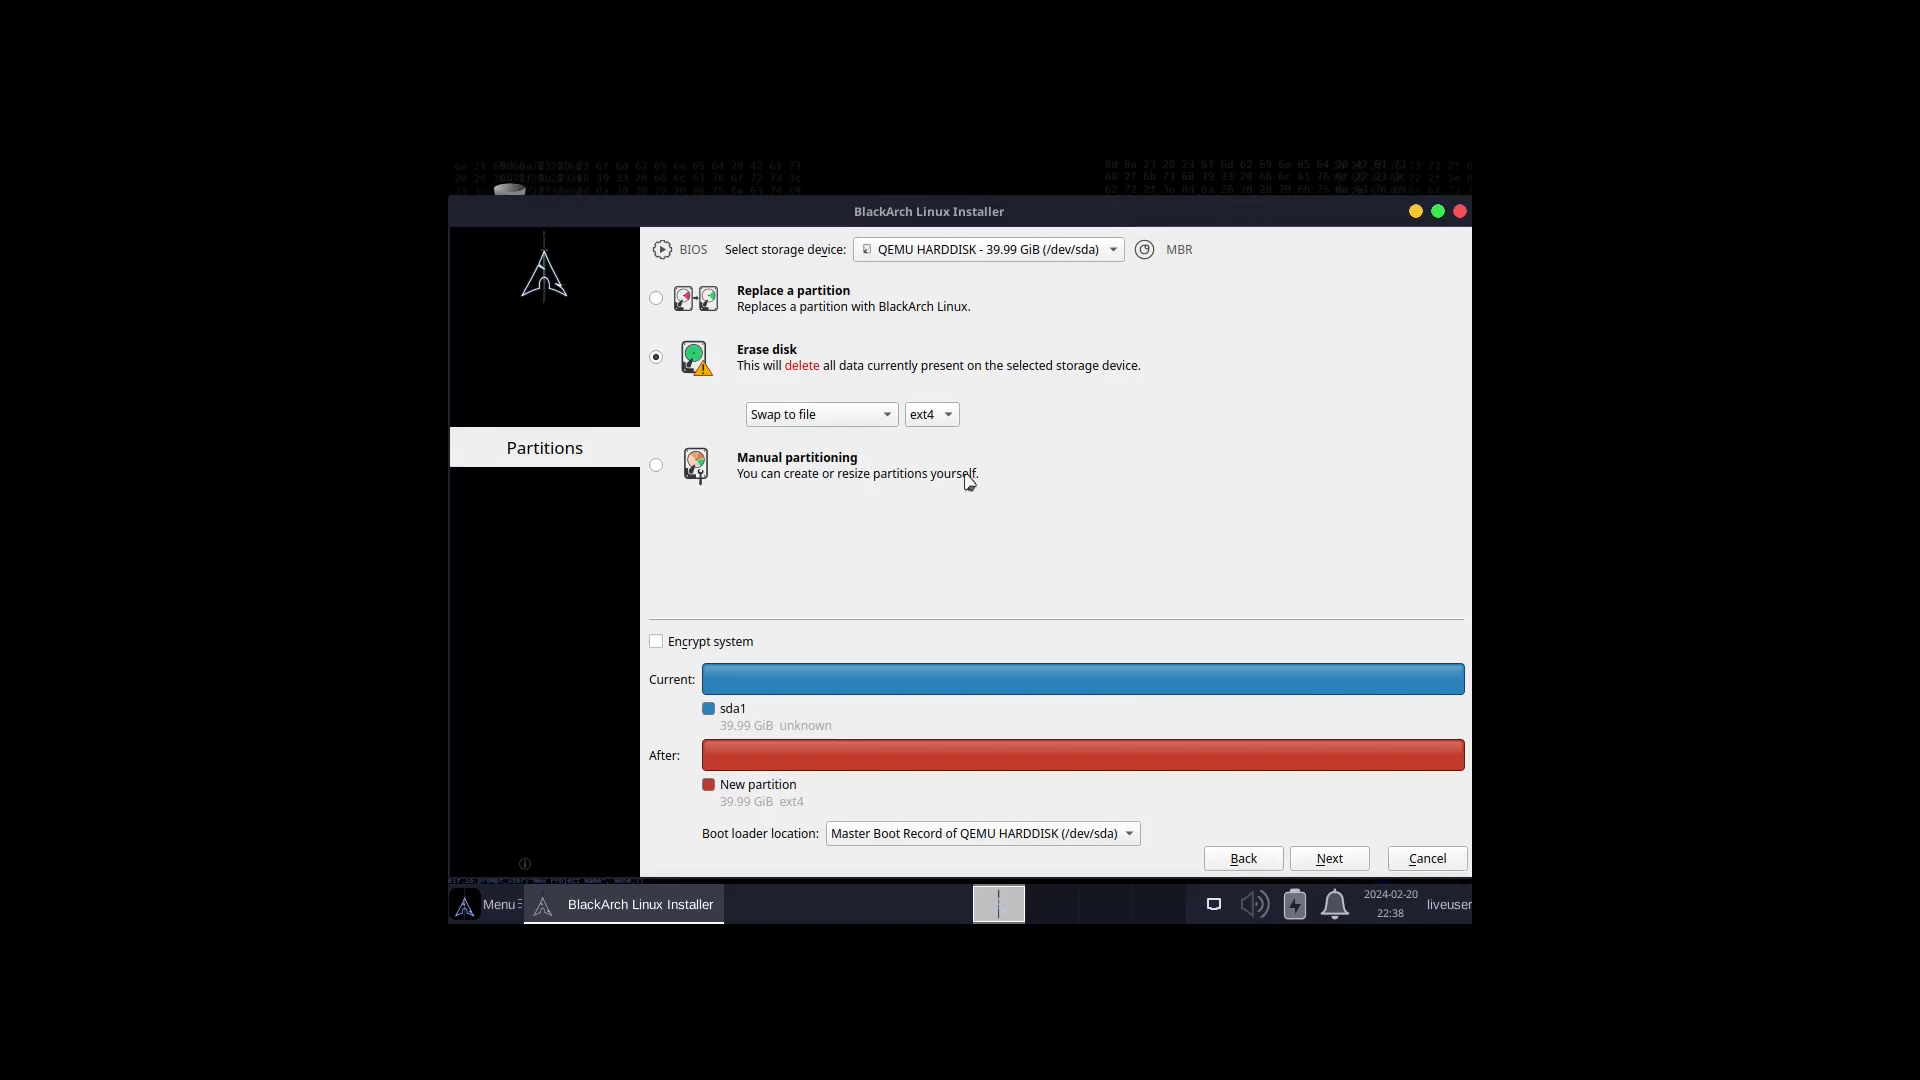 BlackArch Linux Installer
BIOS Select storage device: QEMU HARDDISK - 39.99 GiB (/dev/sda) MBR
Replace a partition
Replaces a partition with BlackArch Linux.
Erase disk
This will delete all data currently present on the selected storage device.
Swap to file ext4
Partitions
Manual partitioning
You can create or resize partitions yourself.
Encrypt system
Current:
sda1
39.99 GiB unknown
After:
New partition
39.99 GiB ext4
Boot loader location: Master Boot Record of QEMU HARDDISK (/dev/sda)
Back Next Cancel
Menu BlackArch Linux Installer 2024-02-20
22:38 liveuser